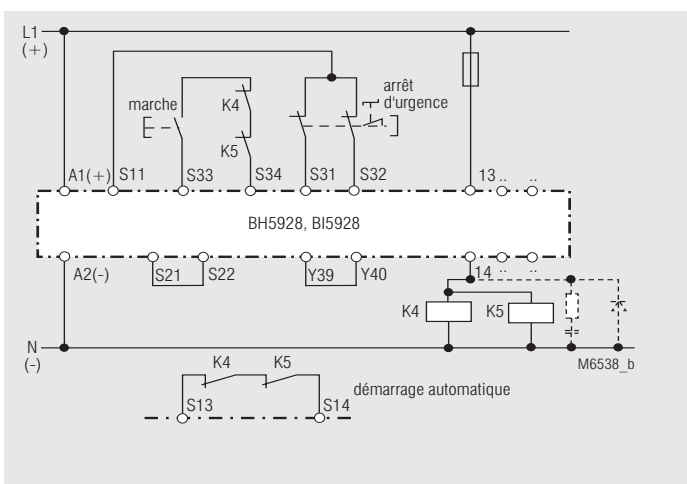 L1
(+)
marche
K4
K5
arrêt
d'urgence
A1(+) S11 S33 S34 S31 S32 13 .. ..
BH5928, BI5928
A2(-) S21 S22 Y39 Y40 14 .. ..
K4 K5
N
(-)
M6538_b
K4 K5
démarrage automatique
S13 S14